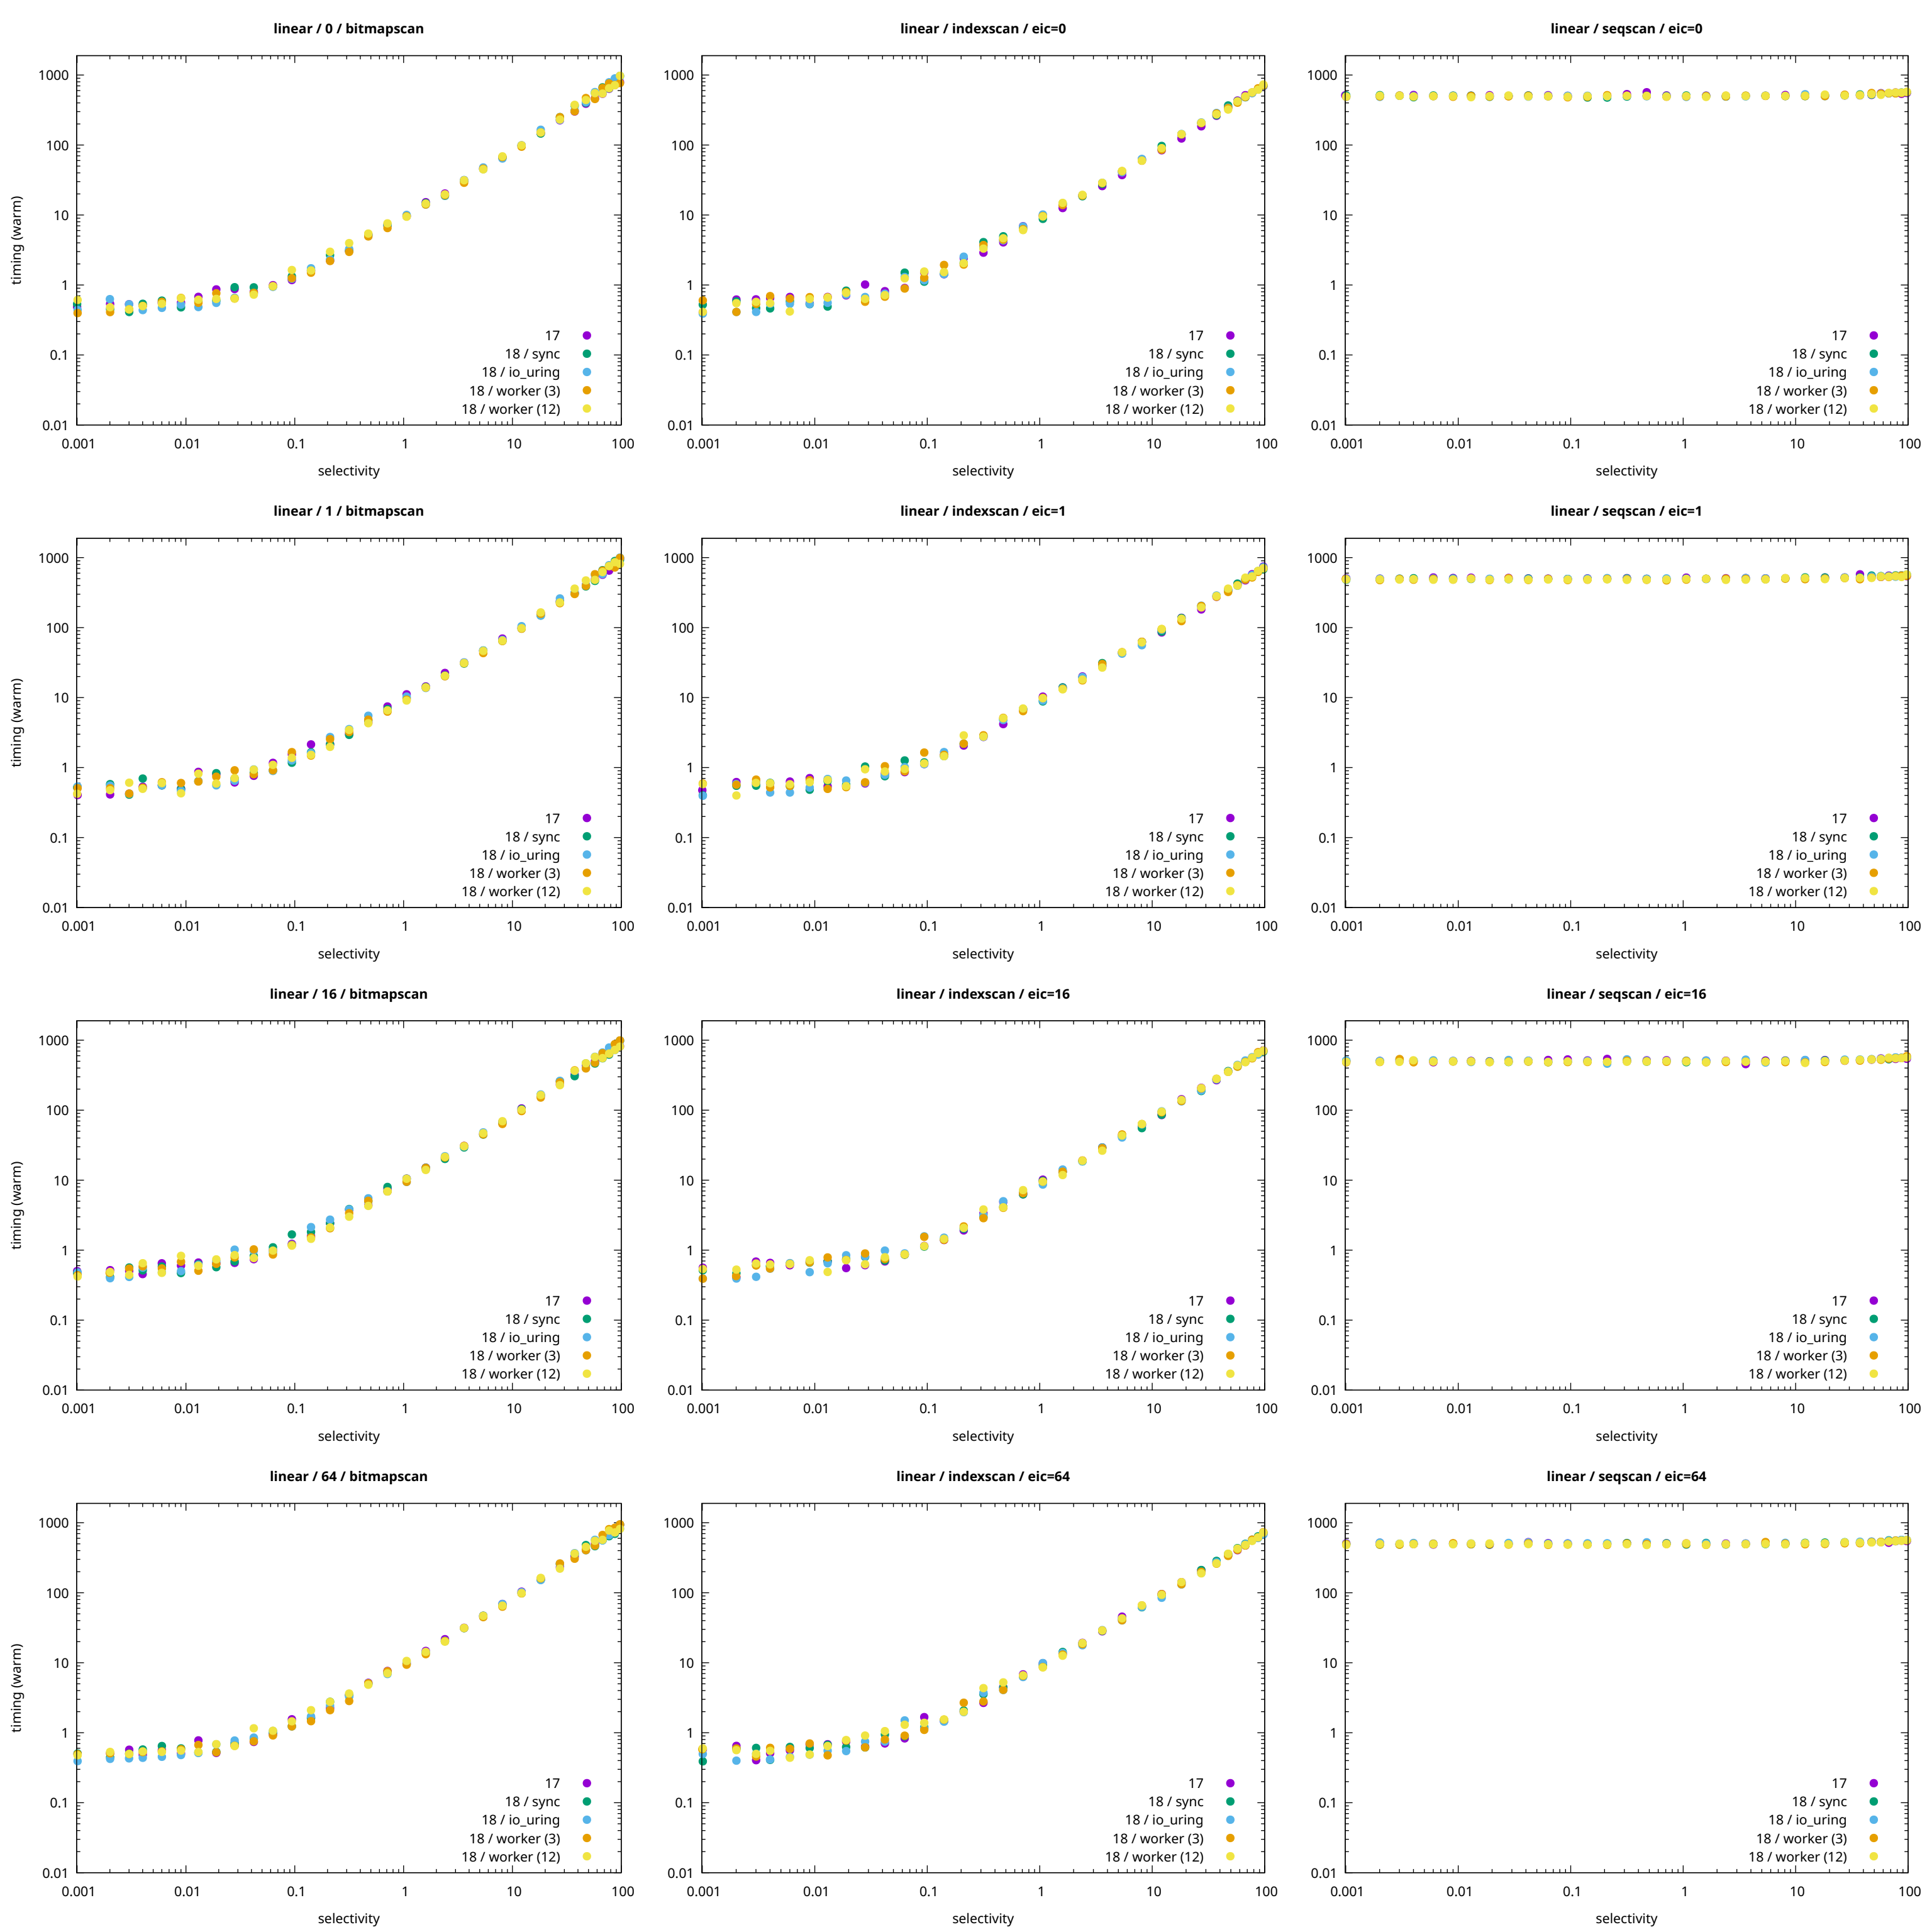 linear / 0 / bitmapscan
timing (warm)
1000
100
10
1
0.1
0.01
17
18 / sync
18 / io_uring
18 / worker (3)
18 / worker (12)
0.001 0.01 0.1 1 10 100
selectivity
linear / indexscan / eic=0
1000
100
10
1
0.1
0.01
17
18 / sync
18 / io_uring
18 / worker (3)
18 / worker (12)
0.001 0.01 0.1 1 10 100
selectivity
linear / seqscan / eic=0
1000
100
10
1
0.1
0.01
17
18 / sync
18 / io_uring
18 / worker (3)
18 / worker (12)
0.001 0.01 0.1 1 10 100
selectivity
linear / 1 / bitmapscan
timing (warm)
1000
100
10
1
0.1
0.01
17
18 / sync
18 / io_uring
18 / worker (3)
18 / worker (12)
0.001 0.01 0.1 1 10 100
selectivity
linear / indexscan / eic=1
1000
100
10
1
0.1
0.01
17
18 / sync
18 / io_uring
18 / worker (3)
18 / worker (12)
0.001 0.01 0.1 1 10 100
selectivity
linear / seqscan / eic=1
1000
100
10
1
0.1
0.01
17
18 / sync
18 / io_uring
18 / worker (3)
18 / worker (12)
0.001 0.01 0.1 1 10 100
selectivity
linear / 16 / bitmapscan
timing (warm)
1000
100
10
1
0.1
0.01
17
18 / sync
18 / io_uring
18 / worker (3)
18 / worker (12)
0.001 0.01 0.1 1 10 100
selectivity
linear / indexscan / eic=16
1000
100
10
1
0.1
0.01
17
18 / sync
18 / io_uring
18 / worker (3)
18 / worker (12)
0.001 0.01 0.1 1 10 100
selectivity
linear / seqscan / eic=16
1000
100
10
1
0.1
0.01
17
18 / sync
18 / io_uring
18 / worker (3)
18 / worker (12)
0.001 0.01 0.1 1 10 100
selectivity
linear / 64 / bitmapscan
timing (warm)
1000
100
10
1
0.1
0.01
17
18 / sync
18 / io_uring
18 / worker (3)
18 / worker (12)
0.001 0.01 0.1 1 10 100
selectivity
linear / indexscan / eic=64
1000
100
10
1
0.1
0.01
17
18 / sync
18 / io_uring
18 / worker (3)
18 / worker (12)
0.001 0.01 0.1 1 10 100
selectivity
linear / seqscan / eic=64
1000
100
10
1
0.1
0.01
17
18 / sync
18 / io_uring
18 / worker (3)
18 / worker (12)
0.001 0.01 0.1 1 10 100
selectivity